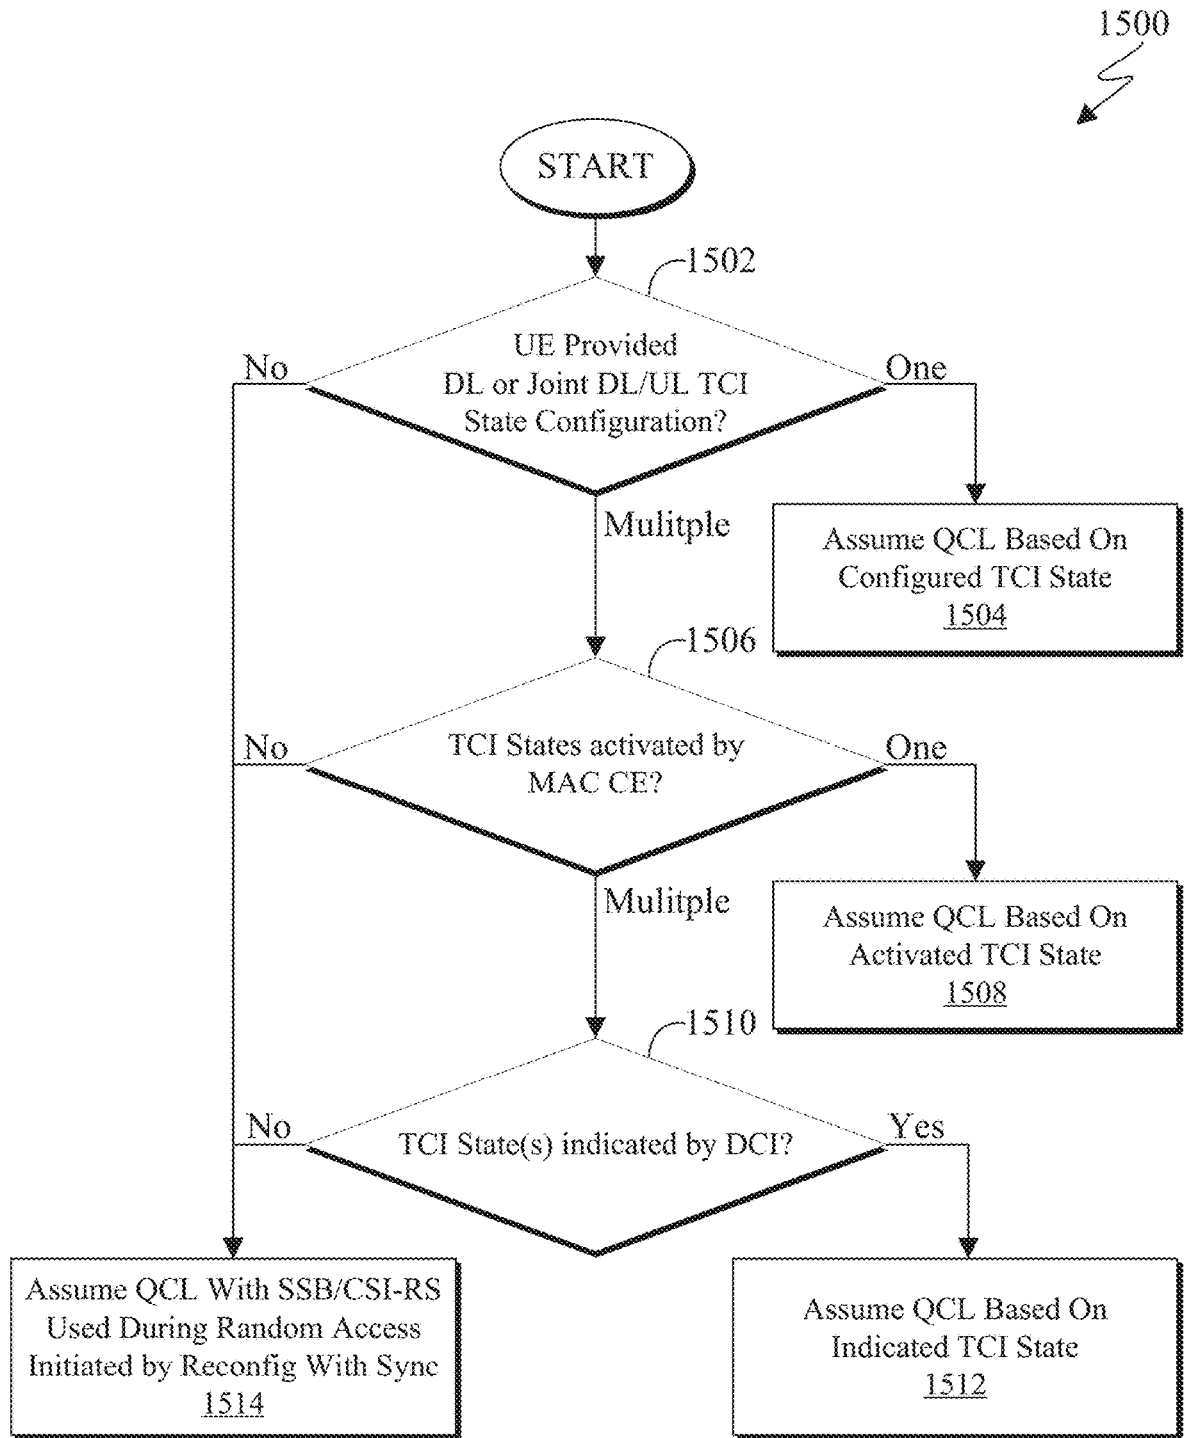 1500
START
1502
UE Provided
DL or Joint DL/UL TCI
State Configuration?
No
One
Mulitple
Assume QCL Based On
Configured TCI State
1504
1506
TCI States activated by
MAC CE?
No
One
Mulitple
Assume QCL Based On
Activated TCI State
1508
1510
TCI State(s) indicated by DCI?
No
Yes
Assume QCL With SSB/CSI-RS
Used During Random Access
Initiated by Reconfig With Sync
1514
Assume QCL Based On
Indicated TCI State
1512